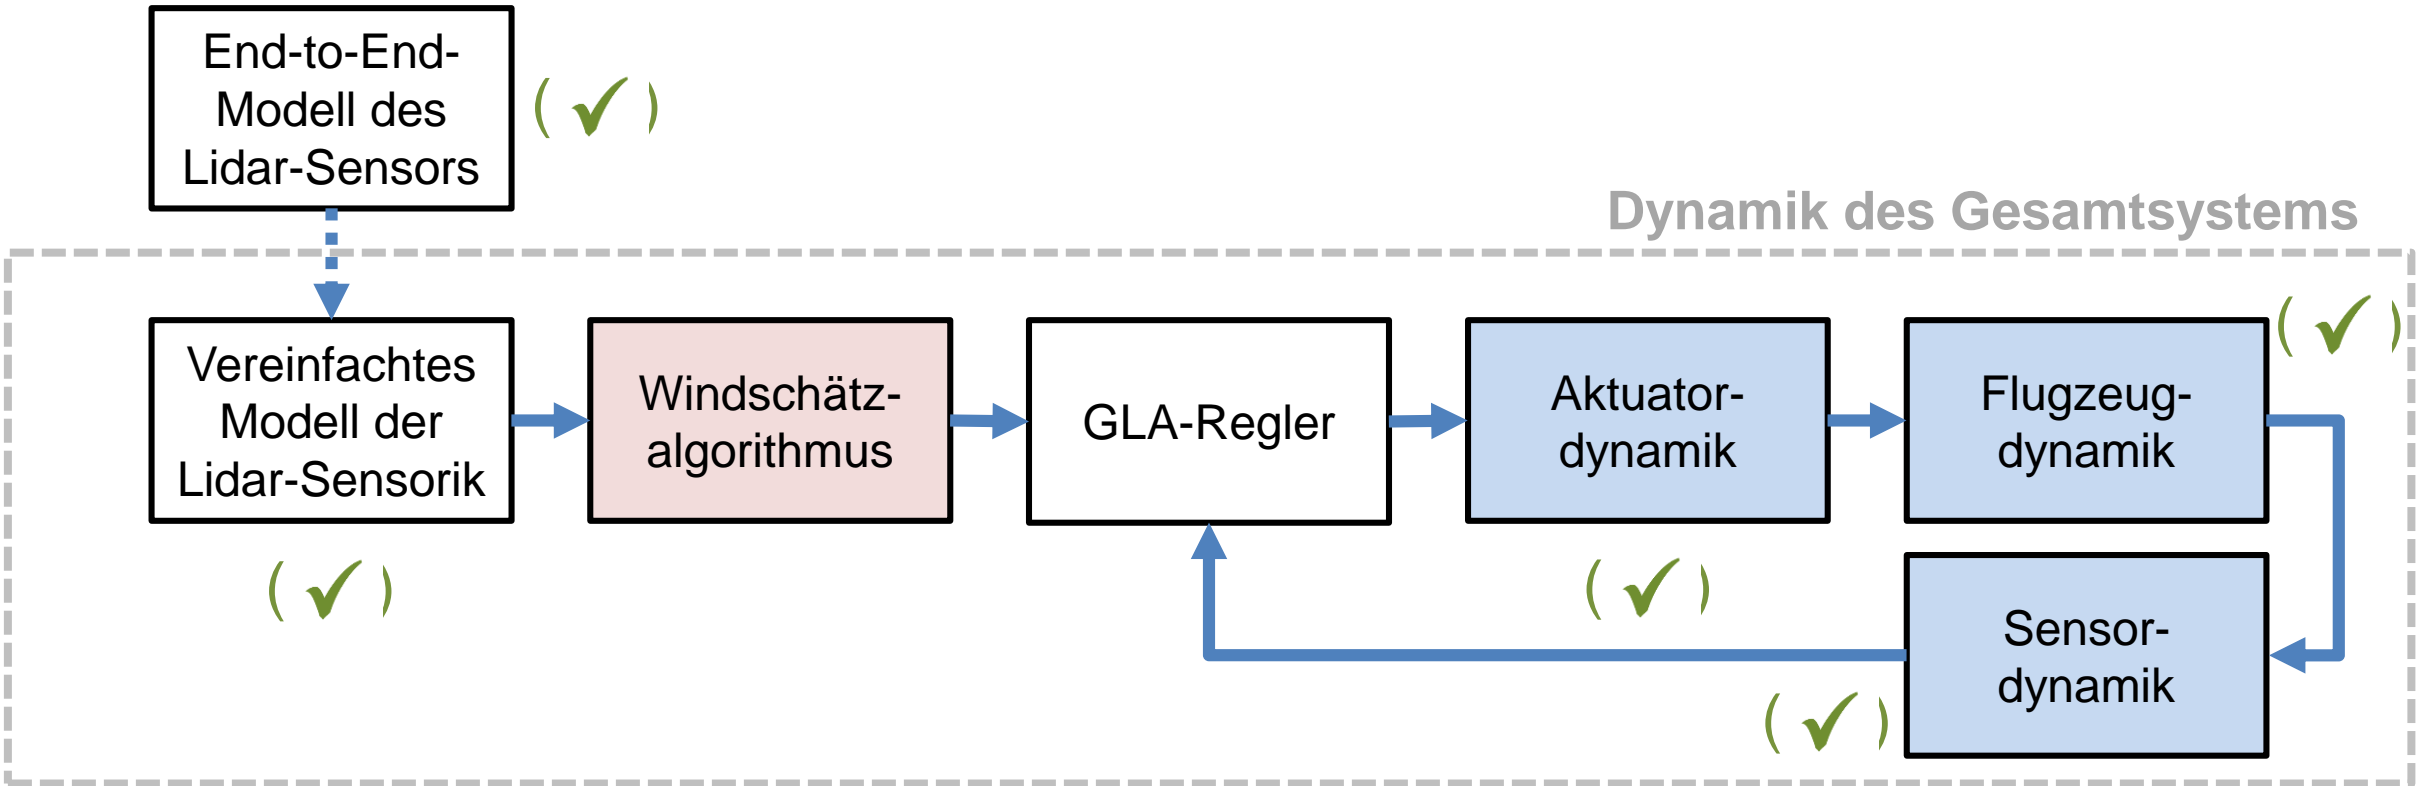 End-to-End-
Modell des
Lidar-Sensors
( ✓ )
Dynamik des Gesamtsystems
Vereinfachtes
Modell der
Lidar-Sensorik
( ✓ )
Windschätz-
algorithmus
GLA-Regler
Aktuator-
dynamik
( ✓ )
Flugzeug-
dynamik
( ✓ )
Sensor-
dynamik
( ✓ )